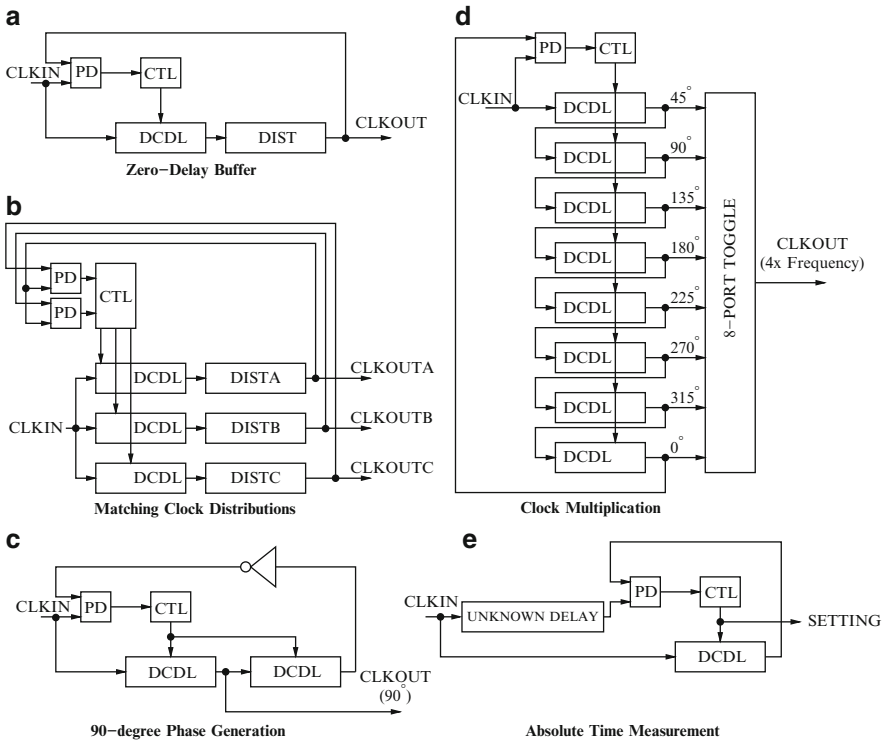 a
CLKIN
PD
CTL
DCDL
DIST
CLKOUT
Zero−Delay Buffer
b
PD
PD
CTL
DCDL
DISTA
CLKOUTA
CLKIN
DCDL
DISTB
CLKOUTB
DCDL
DISTC
CLKOUTC
Matching Clock Distributions
c
CLKIN
PD
CTL
DCDL
DCDL
CLKOUT
(90°)
90−degree Phase Generation
d
PD
CTL
CLKIN
DCDL
45°
DCDL
90°
DCDL
135°
DCDL
180°
DCDL
225°
DCDL
270°
DCDL
315°
DCDL
0°
8−PORT TOGGLE
CLKOUT
(4x Frequency)
Clock Multiplication
e
CLKIN
UNKNOWN DELAY
PD
CTL
SETTING
DCDL
Absolute Time Measurement